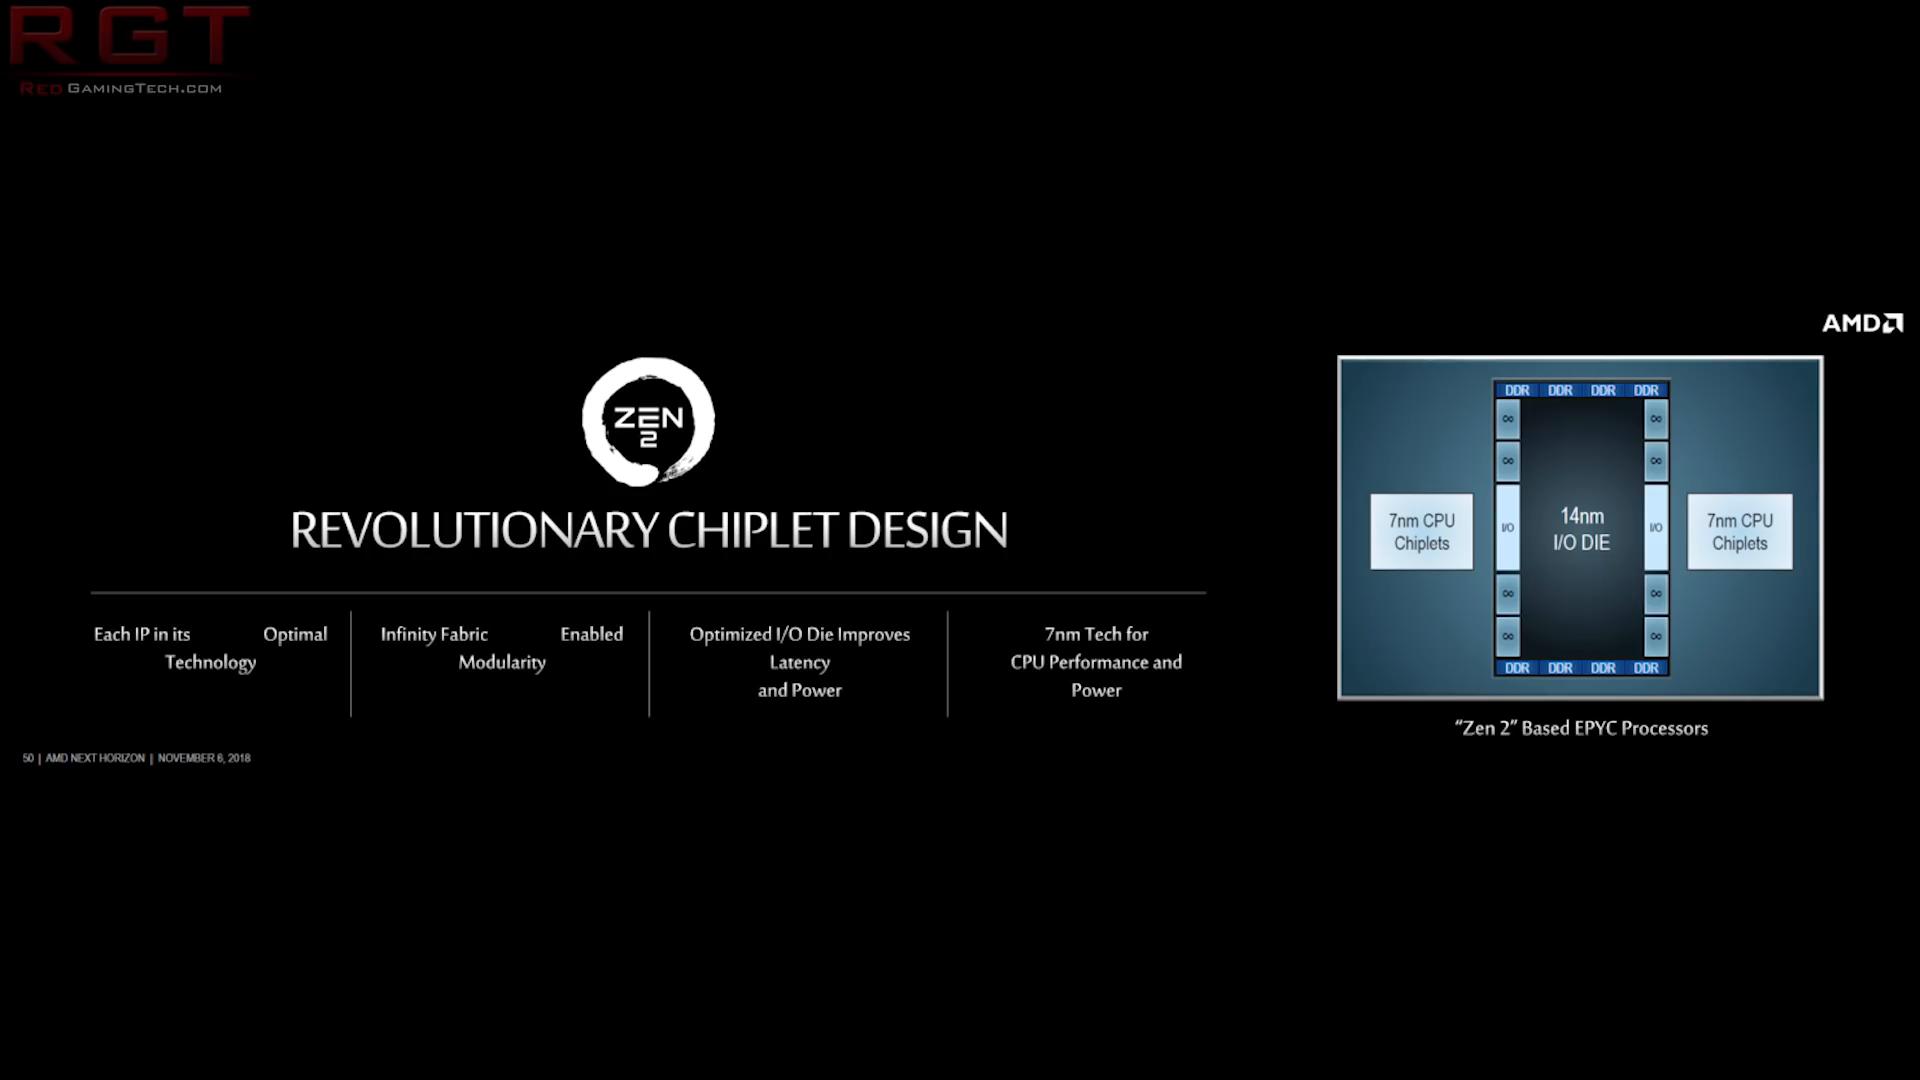 RGT
RED GAMINGTECH.COM
AMD
ZEN
2
REVOLUTIONARY CHIPLET DESIGN
Each IP in its Optimal
Technology
Infinity Fabric Enabled
Modularity
Optimized I/O Die Improves
Latency
and Power
7nm Tech for
CPU Performance and
Power
DDR DDR DDR DDR
∞ ∞
∞ ∞
7nm CPU
Chiplets
I/O
14nm
I/O DIE
I/O
7nm CPU
Chiplets
∞ ∞
∞ ∞
DDR DDR DDR DDR
“Zen 2” Based EPYC Processors
50 | AMD NEXT HORIZON | NOVEMBER 6, 2018